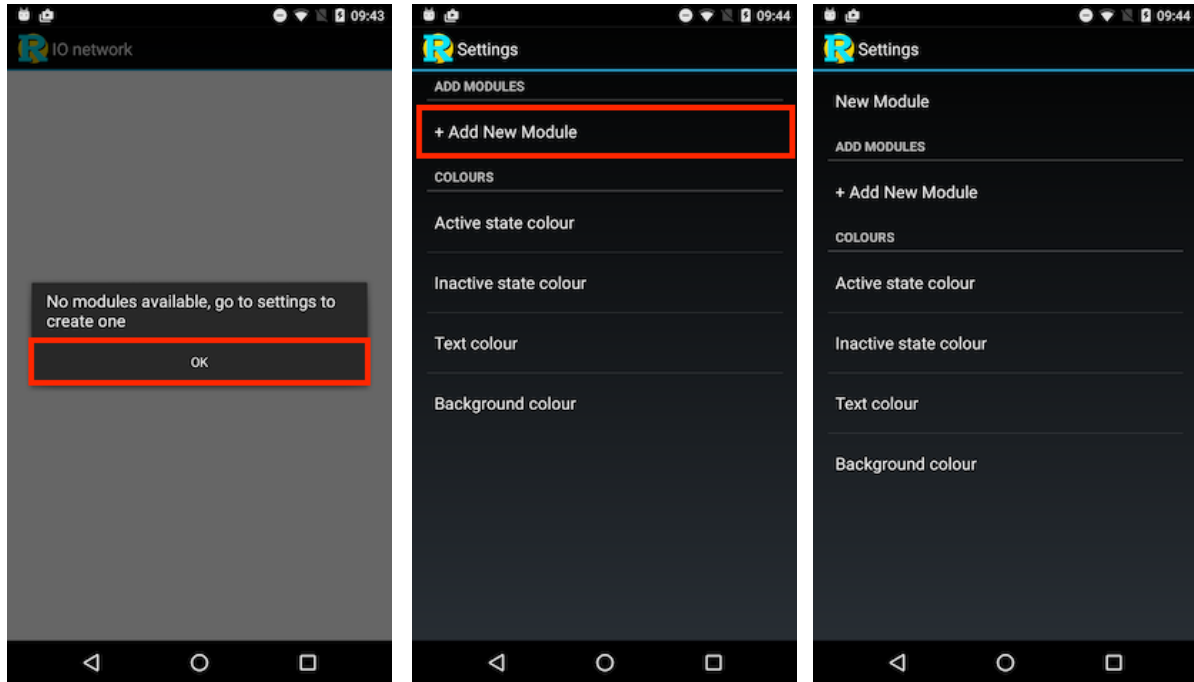 09:43
IO network
No modules available, go to settings to
create one
OK
09:44
Settings
ADD MODULES
+ Add New Module
COLOURS
Active state colour
Inactive state colour
Text colour
Background colour
09:44
Settings
New Module
ADD MODULES
+ Add New Module
COLOURS
Active state colour
Inactive state colour
Text colour
Background colour